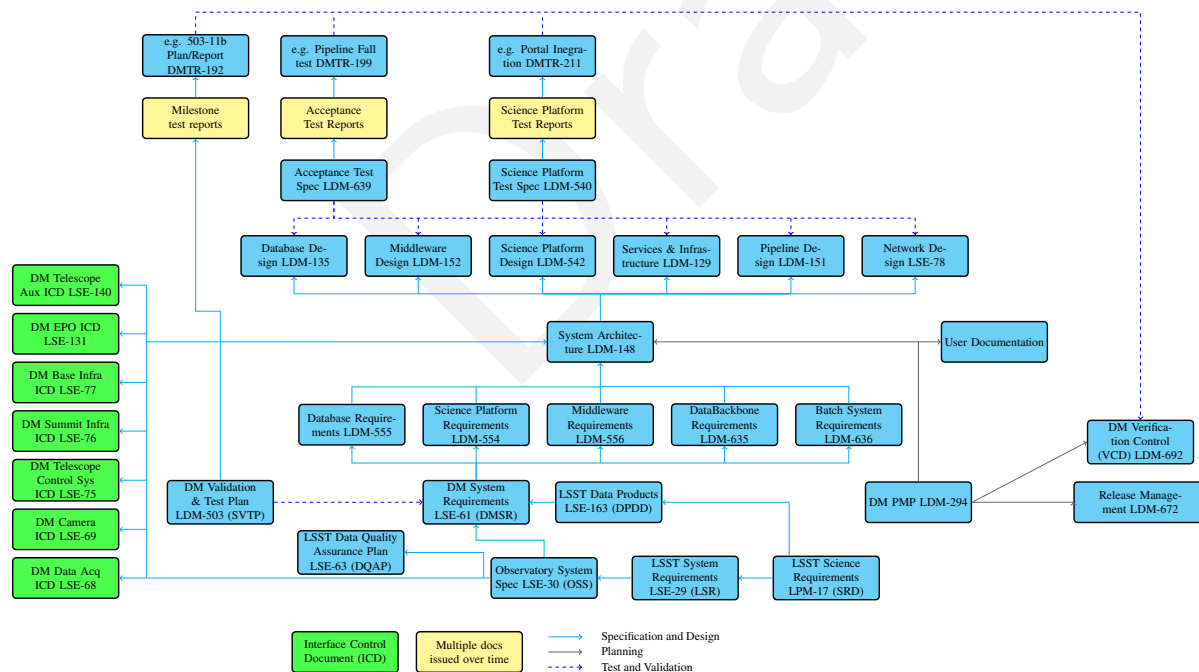 e.g. 503-11b
Plan/Report
DMTR-192
e.g. Pipeline Fall
test DMTR-199
e.g. Portal Inegra-
tion DMTR-211
Milestone
test reports
Acceptance
Test Reports
Science Platform
Test Reports
Acceptance Test
Spec LDM-639
Science Platform
Test Spec LDM-540
Database De-
sign LDM-135
Middleware
Design LDM-152
Science Platform
Design LDM-542
Services & Infras-
tructure LDM-129
Pipeline De-
sign LDM-151
Network De-
sign LSE-78
DM Telescope
Aux ICD LSE-140
DM EPO ICD
LSE-131
System Architec-
ture LDM-148
User Documentation
DM Base Infra
ICD LSE-77
DM Summit Infra
ICD LSE-76
Database Require-
ments LDM-555
Science Platform
Requirements
LDM-554
Middleware
Requirements
LDM-556
DataBackbone
Requirements
LDM-635
Batch System
Requirements
LDM-636
DM Verific-
ation Control
(VCD) LDM-692
DM Telescope
Control Sys
ICD LSE-75
DM Validation
& Test Plan
LDM-503 (SVTP)
DM System
Requirements
LSE-61 (DMSR)
LSST Data Products
LSE-163 (DPDD)
DM PMP LDM-294
Release Manage-
ment LDM-672
DM Camera
ICD LSE-69
LSST Data Quality
Assurance Plan
LSE-63 (DQAP)
DM Data Acq
ICD LSE-68
Observatory System
Spec LSE-30 (OSS)
LSST System
Requirements
LSE-29 (LSR)
LSST Science
Requirements
LPM-17 (SRD)
Interface Control
Document (ICD)
Multiple docs
issued over time
Specification and Design
Planning
Test and Validation